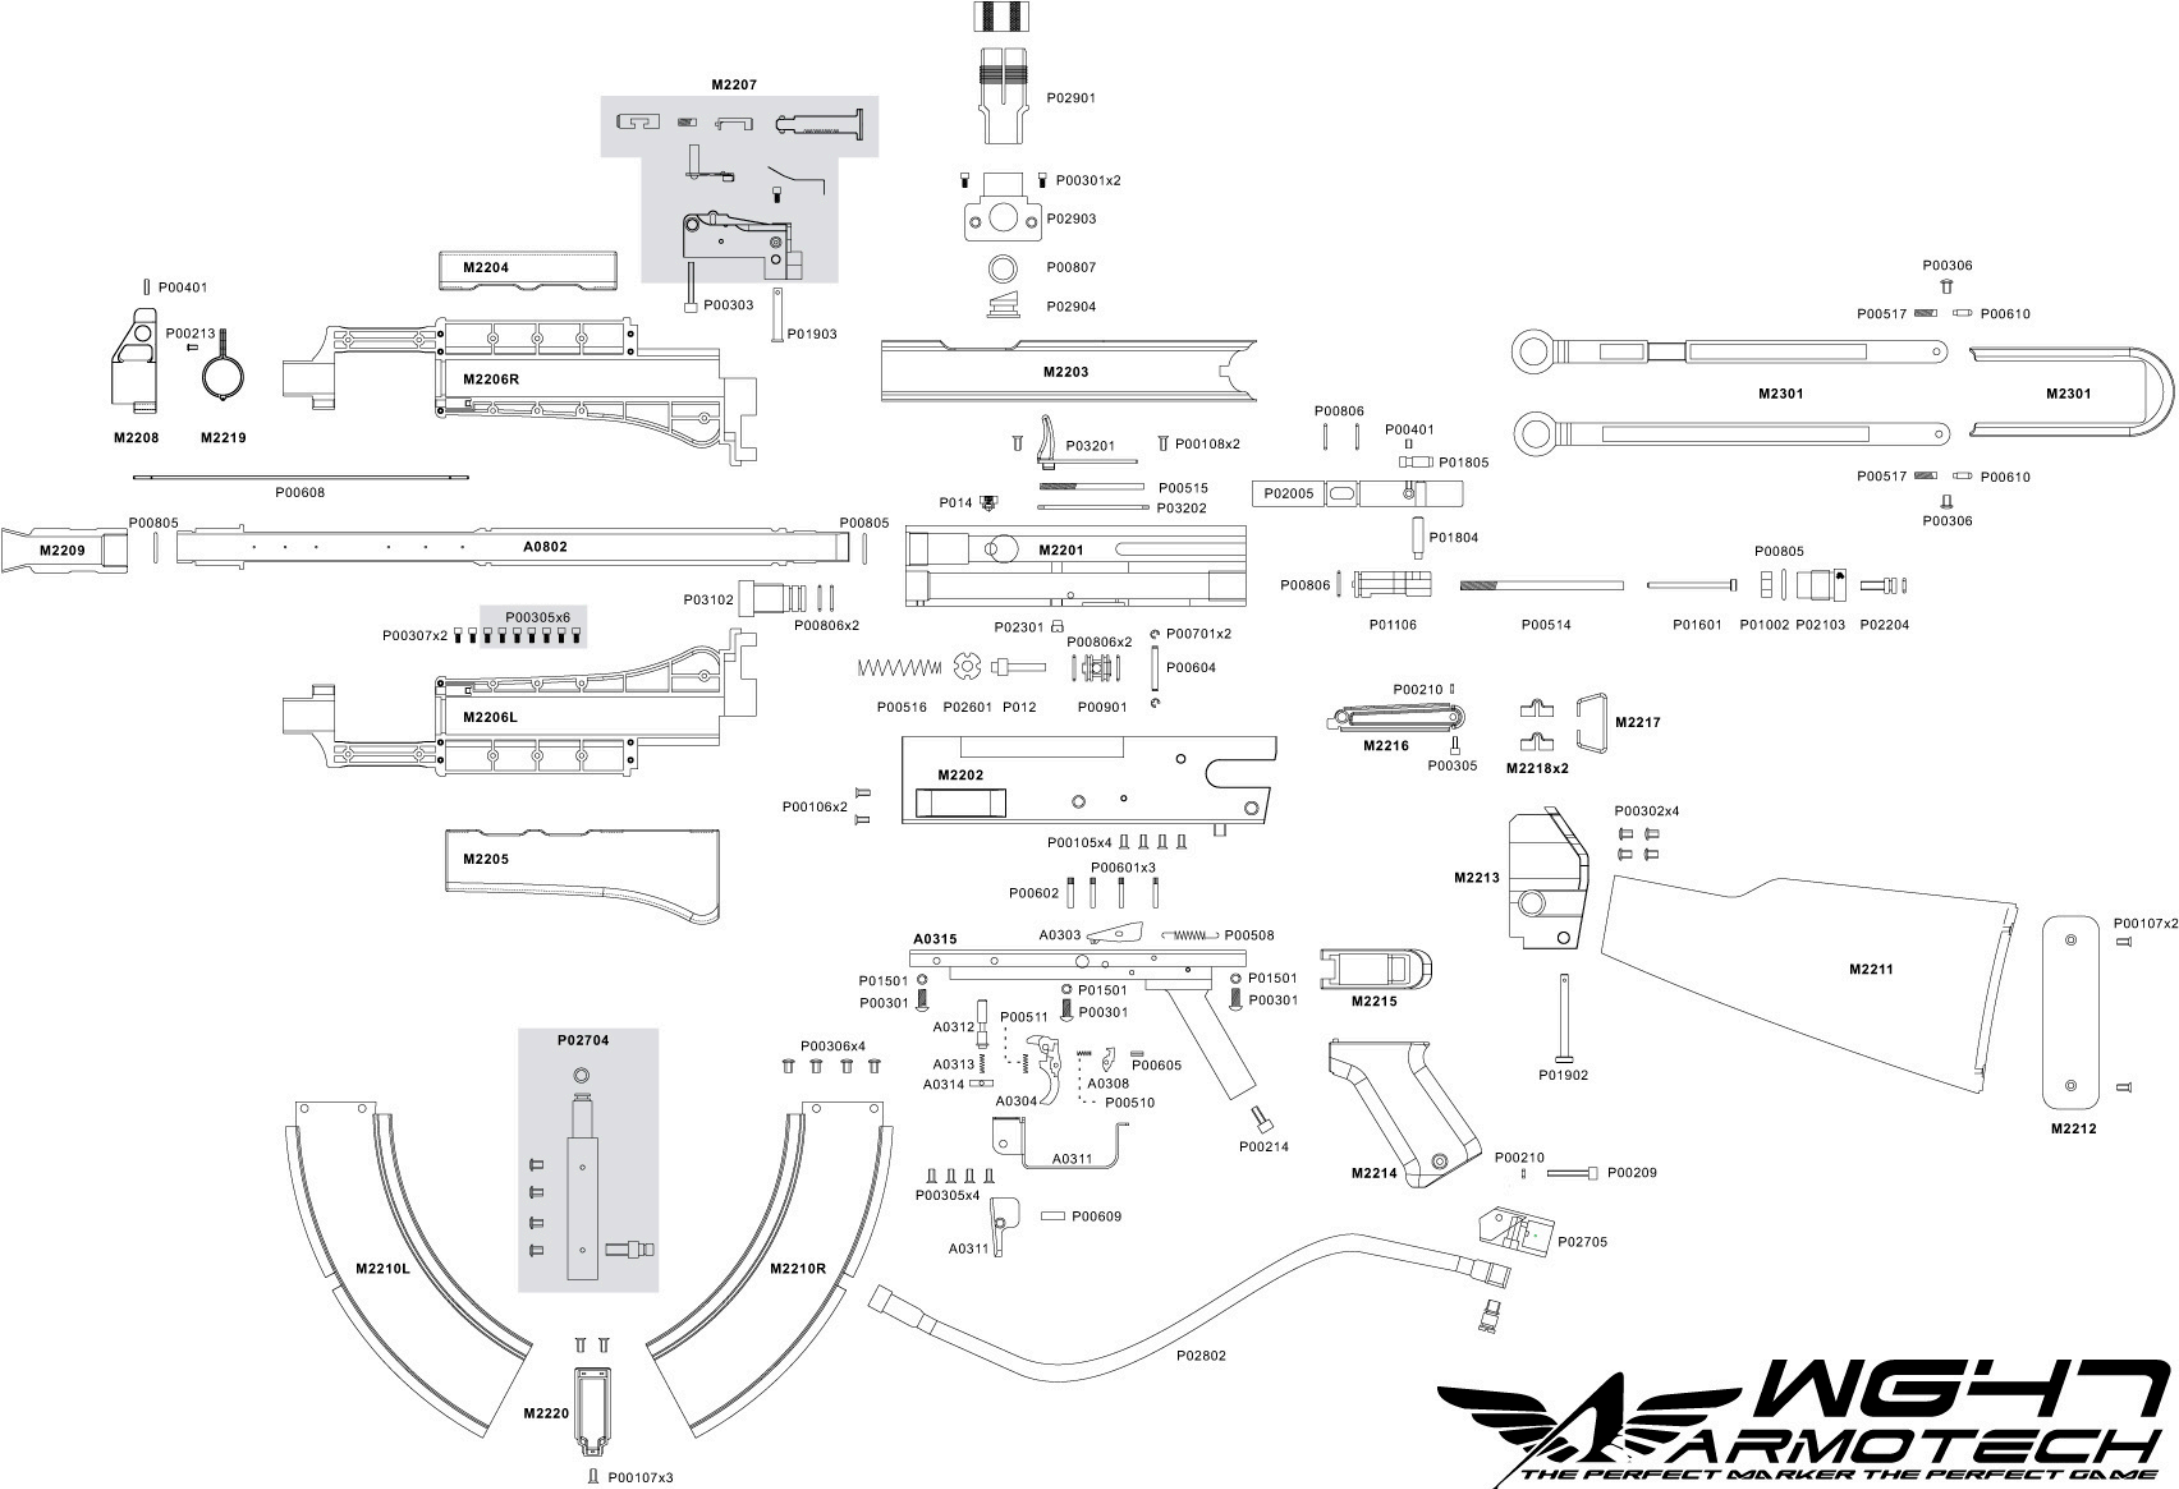 M2207
P02901
P00301x2
P02903
P00807
P02904
M2204
P00401
P00303
P01903
P00213
M2206R
M2208
M2219
M2203
P00306
P00517
P00610
M2301
M2301
P00517
P00610
P00306
P00608
P03201
P00108x2
P00515
P014
P03202
P00806
P00401
P01805
P02005
P01804
P00805
P00805
M2209
A0802
M2201
P03102
P00806x2
P00806
P01106
P00514
P01601
P00805
P01002
P02103
P02204
P00305x6
P00307x2
M2206L
P02301
P00806x2
P00701x2
P00604
P00516
P02601
P012
P00901
P00210
M2216
P00305
M2217
M2218x2
M2202
P00106x2
P00105x4
P00601x3
P00602
M2205
P00302x4
M2213
M2211
P00107x2
M2212
P01902
A0303
P00508
A0315
P01501
P00301
P01501
P00301
P01501
P00301
M2215
A0312
P00511
A0313
A0314
A0304
A0308
P00605
P00510
P00214
A0311
P00305x4
P00609
A0311
M2214
P00210
P00209
P02705
P02704
P00306x4
M2210L
M2210R
P02802
M2220
P00107x3
WG47
ARMOTECH
THE PERFECT MARKER THE PERFECT GAME